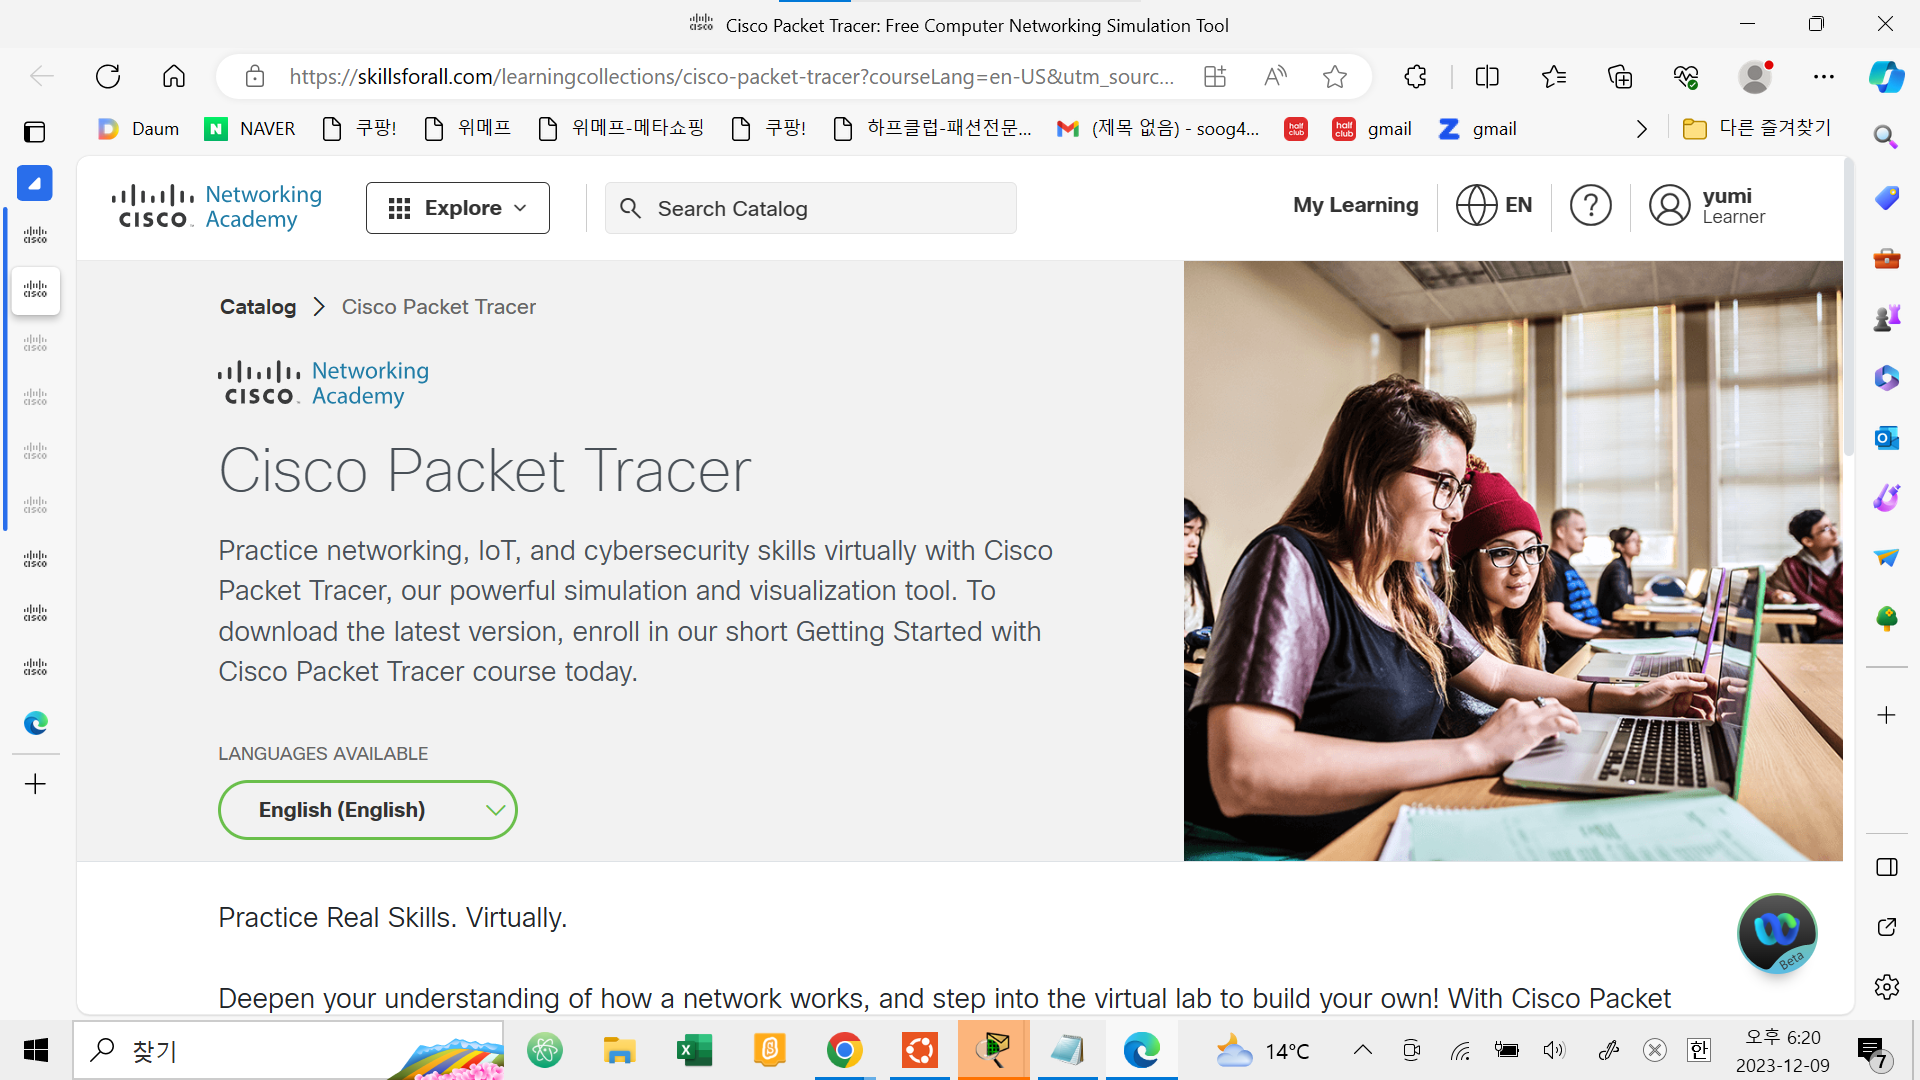 Cisco Packet Tracer: Free Computer Networking Simulation Tool
https://skillsforall.com/learningcollections/cisco-packet-tracer?courseLang=en-US&utm_sourc...
Daum
NAVER
쿠팡!
위메프
위메프-메타쇼핑
쿠팡!
하프클럽-패션전문...
(제목 없음) - soog4...
half club
half club
gmail
gmail
다른 즐겨찾기
CISCO Networking Academy
Explore
Search Catalog
My Learning
EN
yumi
Learner
Catalog
Cisco Packet Tracer
CISCO Networking Academy
Cisco Packet Tracer
Practice networking, IoT, and cybersecurity skills virtually with Cisco
Packet Tracer, our powerful simulation and visualization tool. To
download the latest version, enroll in our short Getting Started with
Cisco Packet Tracer course today.
LANGUAGES AVAILABLE
English (English)
Practice Real Skills. Virtually.
Beta
Deepen your understanding of how a network works, and step into the virtual lab to build your own! With Cisco Packet
찾기
14°C
한
오후 6:20
2023-12-09
7